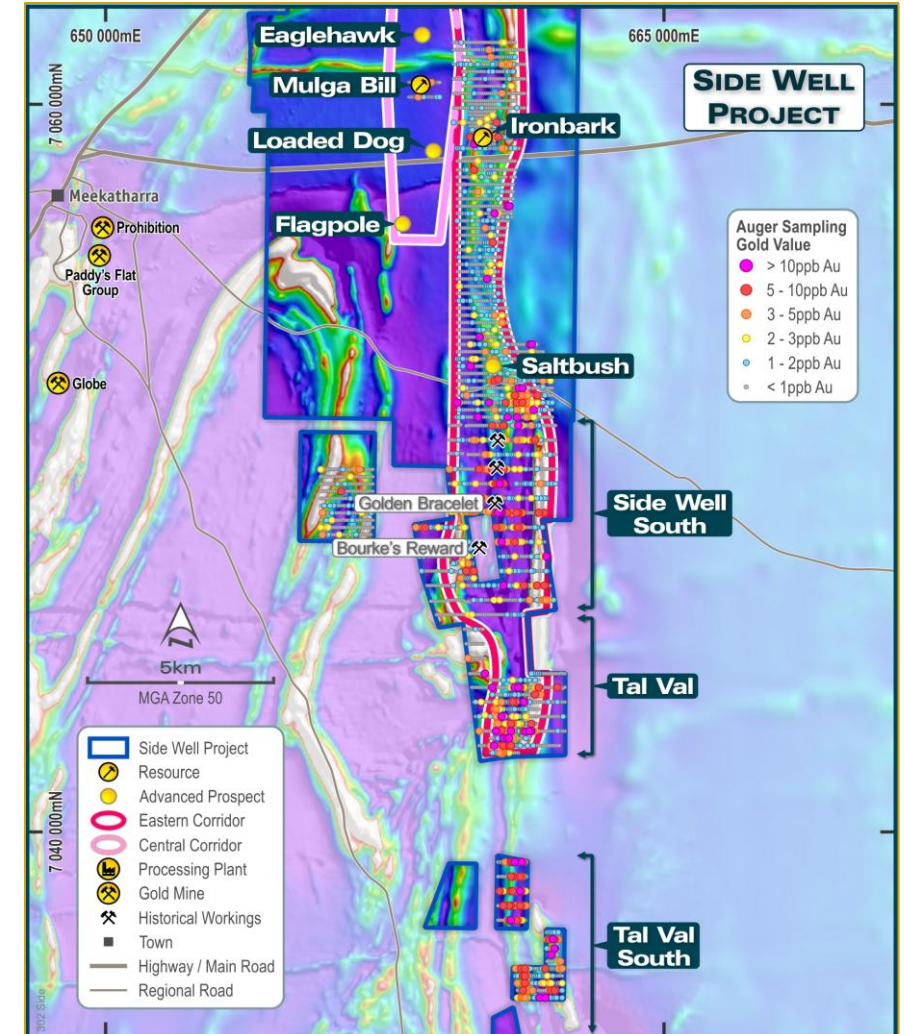 650 000mE
665 000mE
7 060 000mN
7 040 000mN
SIDE WELL
PROJECT
Eaglehawk
Mulga Bill
Ironbark
Loaded Dog
Flagpole
Meekatharra
Prohibition
Paddy's Flat
Group
Globe
Saltbush
Auger Sampling
Gold Value
> 10ppb Au
5 - 10ppb Au
3 - 5ppb Au
2 - 3ppb Au
1 - 2ppb Au
< 1ppb Au
Golden Bracelet
Bourke's Reward
Side Well
South
Tal Val
Tal Val
South
N
5km
MGA Zone 50
Side Well Project
Resource
Advanced Prospect
Eastern Corridor
Central Corridor
Processing Plant
Gold Mine
Historical Workings
Town
Highway / Main Road
Regional Road
302 Side